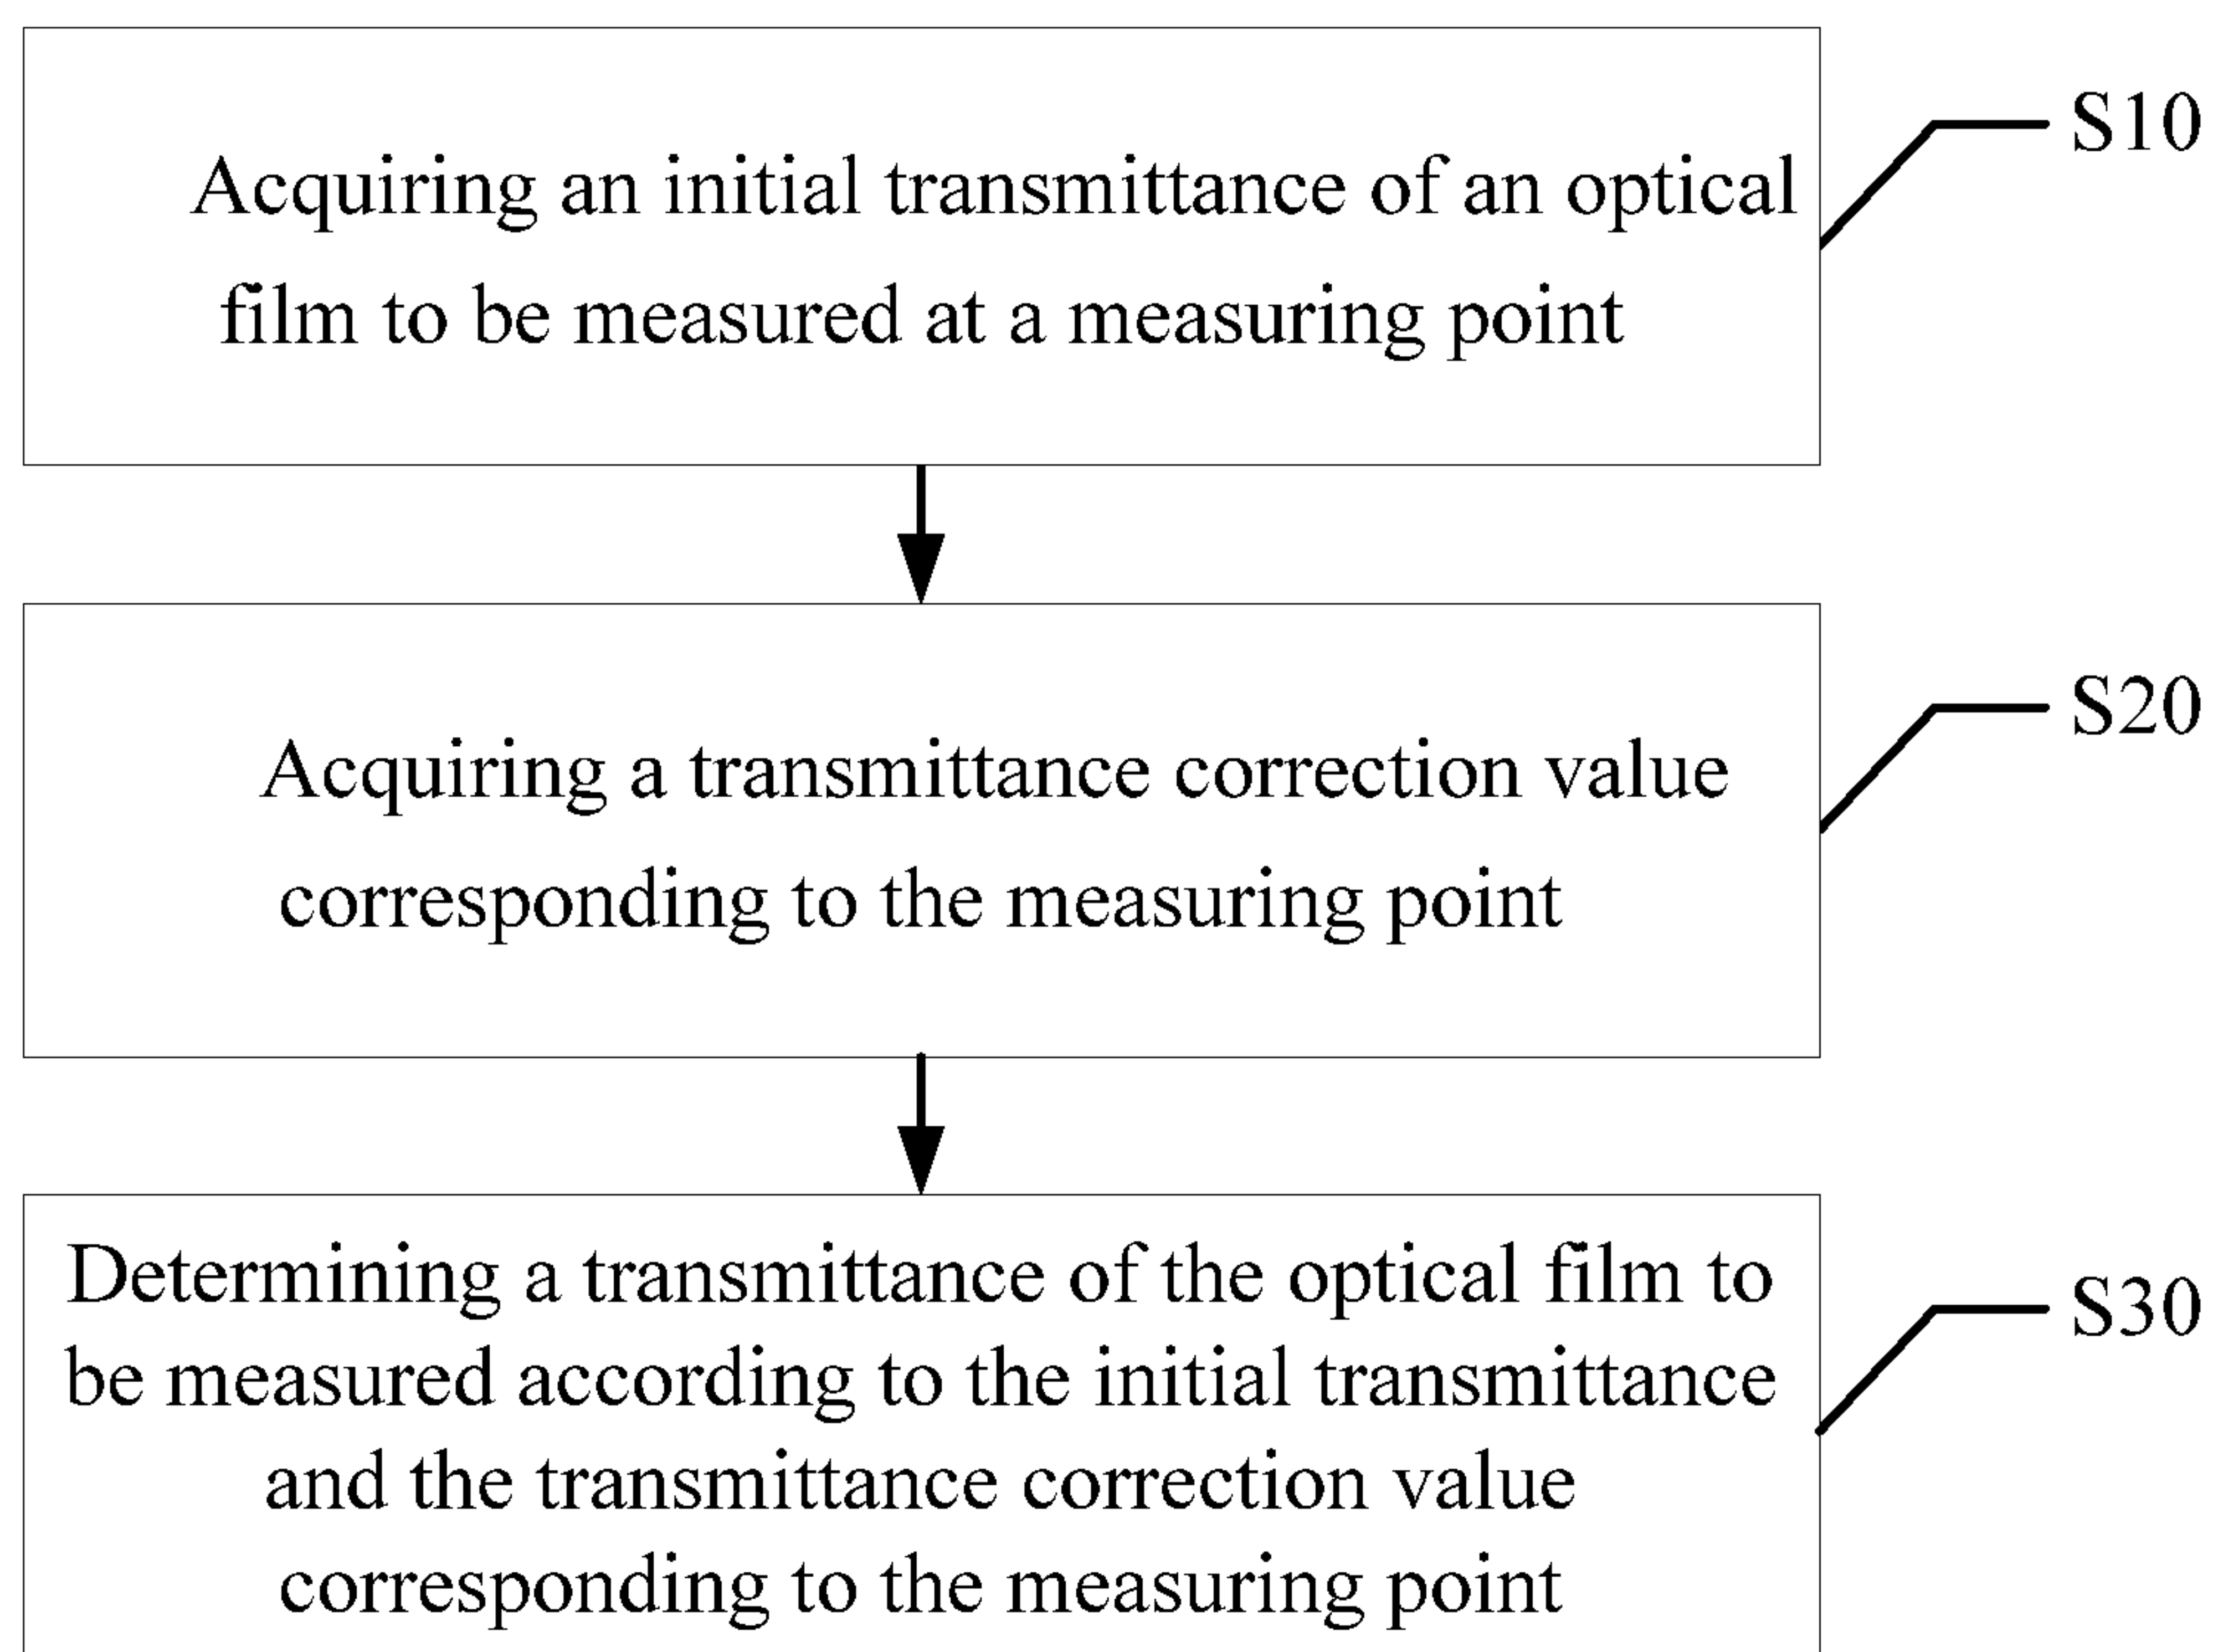 Acquiring an initial transmittance of an optical
film to be measured at a measuring point
S10
Acquiring a transmittance correction value
corresponding to the measuring point
S20
Determining a transmittance of the optical film to
be measured according to the initial transmittance
and the transmittance correction value
corresponding to the measuring point
S30